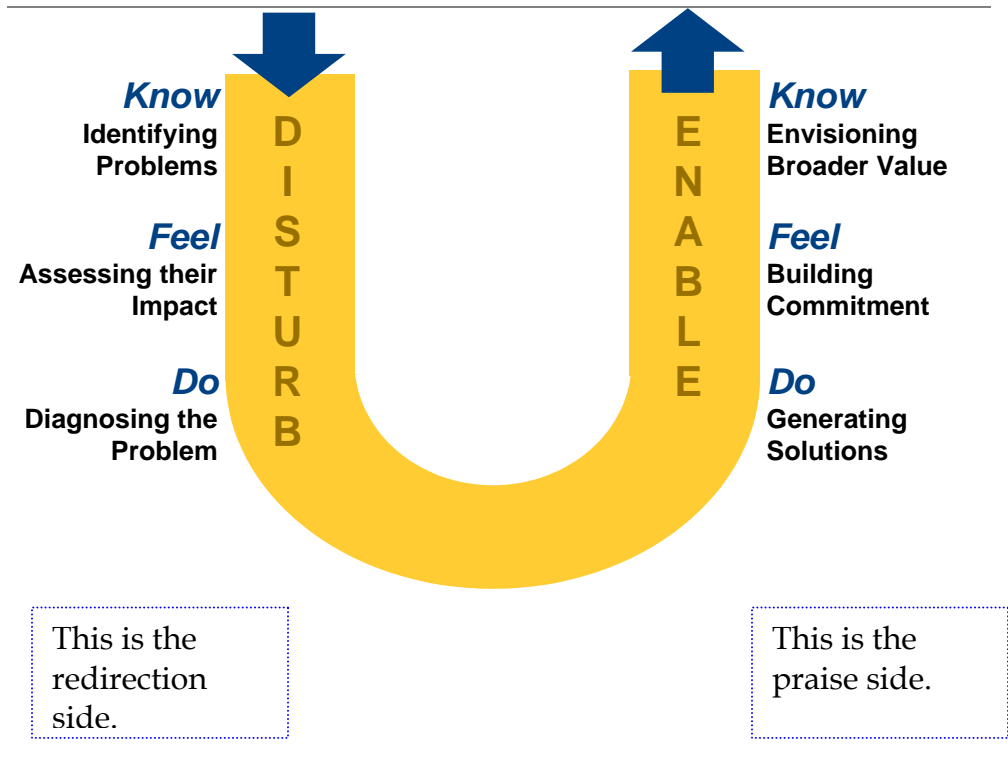 Know
Identifying
Problems
Feel
Assessing their
Impact
Do
Diagnosing the
Problem
D
I
S
T
U
R
B
E
N
A
B
L
E
Know
Envisioning
Broader Value
Feel
Building
Commitment
Do
Generating
Solutions
This is the
redirection
side.
This is the
praise side.